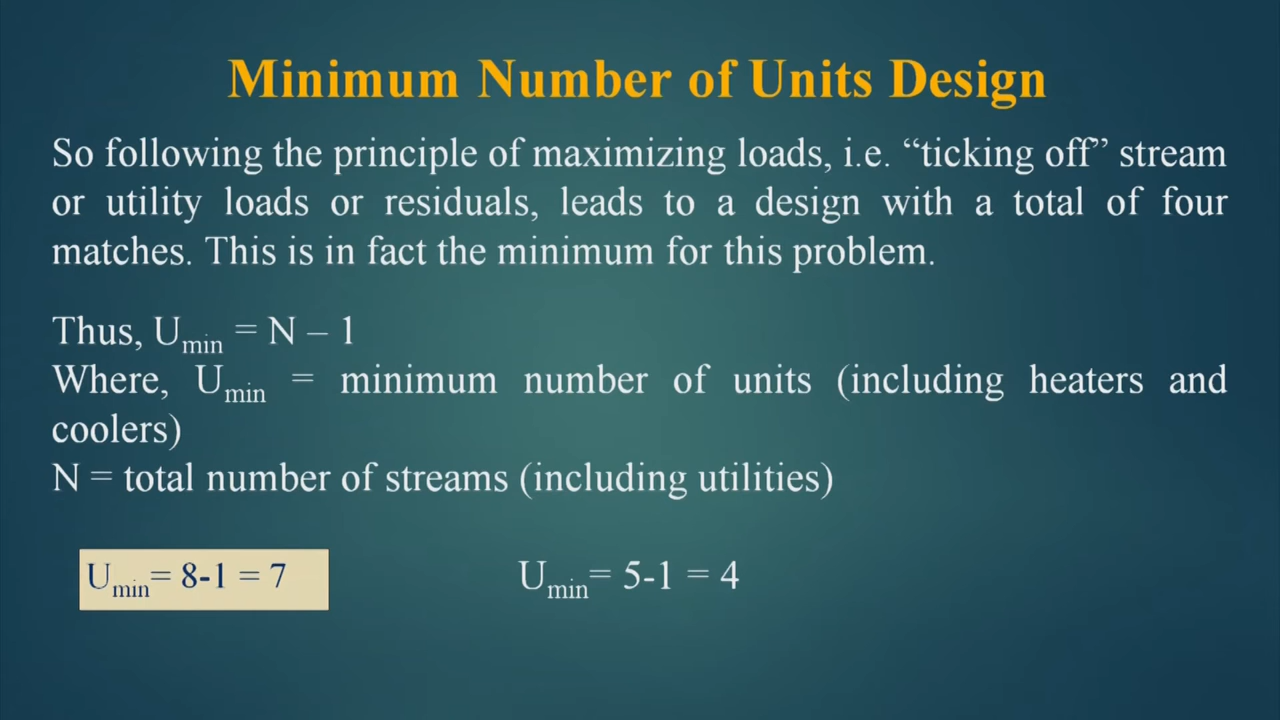 Minimum Number of Units Design
So following the principle of maximizing loads, i.e. “ticking off” stream
or utility loads or residuals, leads to a design with a total of four
matches. This is in fact the minimum for this problem.
Thus, Umin = N – 1
Where, Umin = minimum number of units (including heaters and
coolers)
N = total number of streams (including utilities)
Umin= 8-1 = 7
Umin= 5-1 = 4